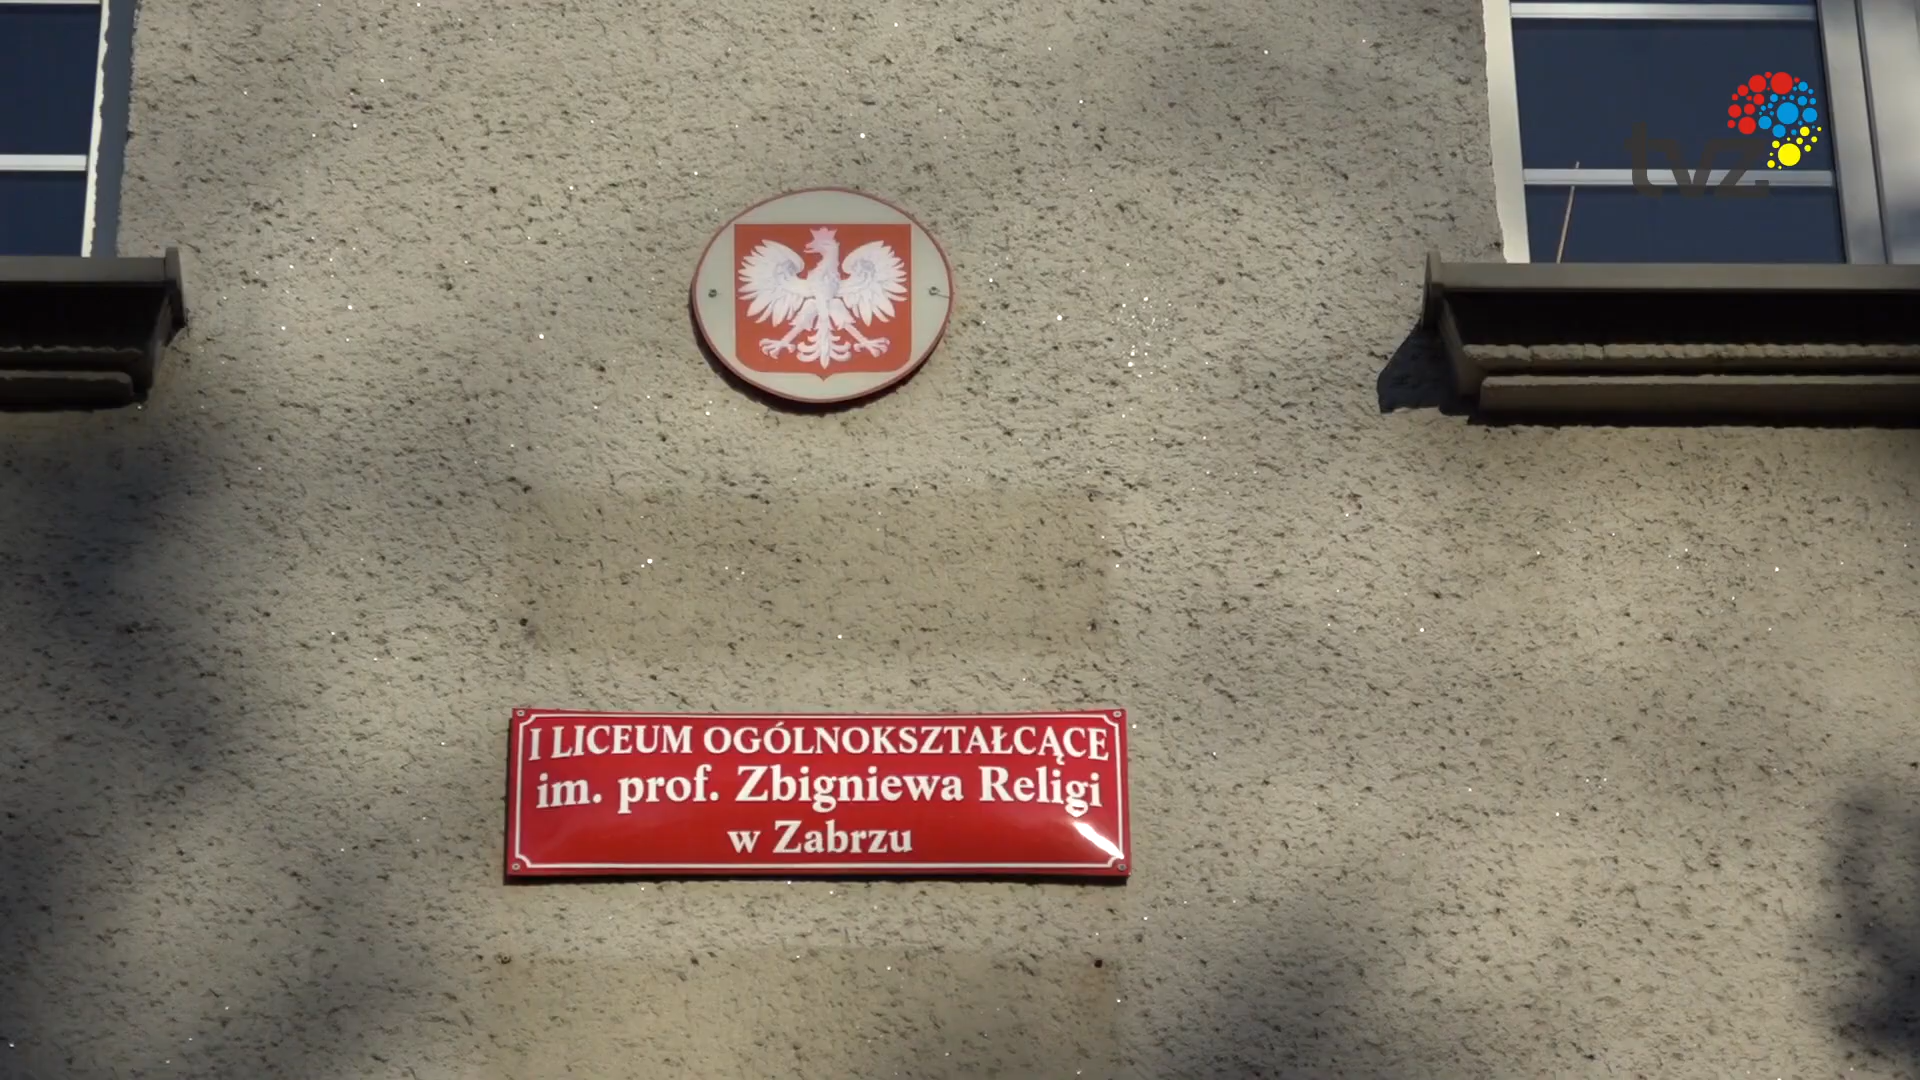 tvz
I LICEUM OGÓLNOKSZTAŁCĄCE
im. prof. Zbigniewa Religi
w Zabrzu